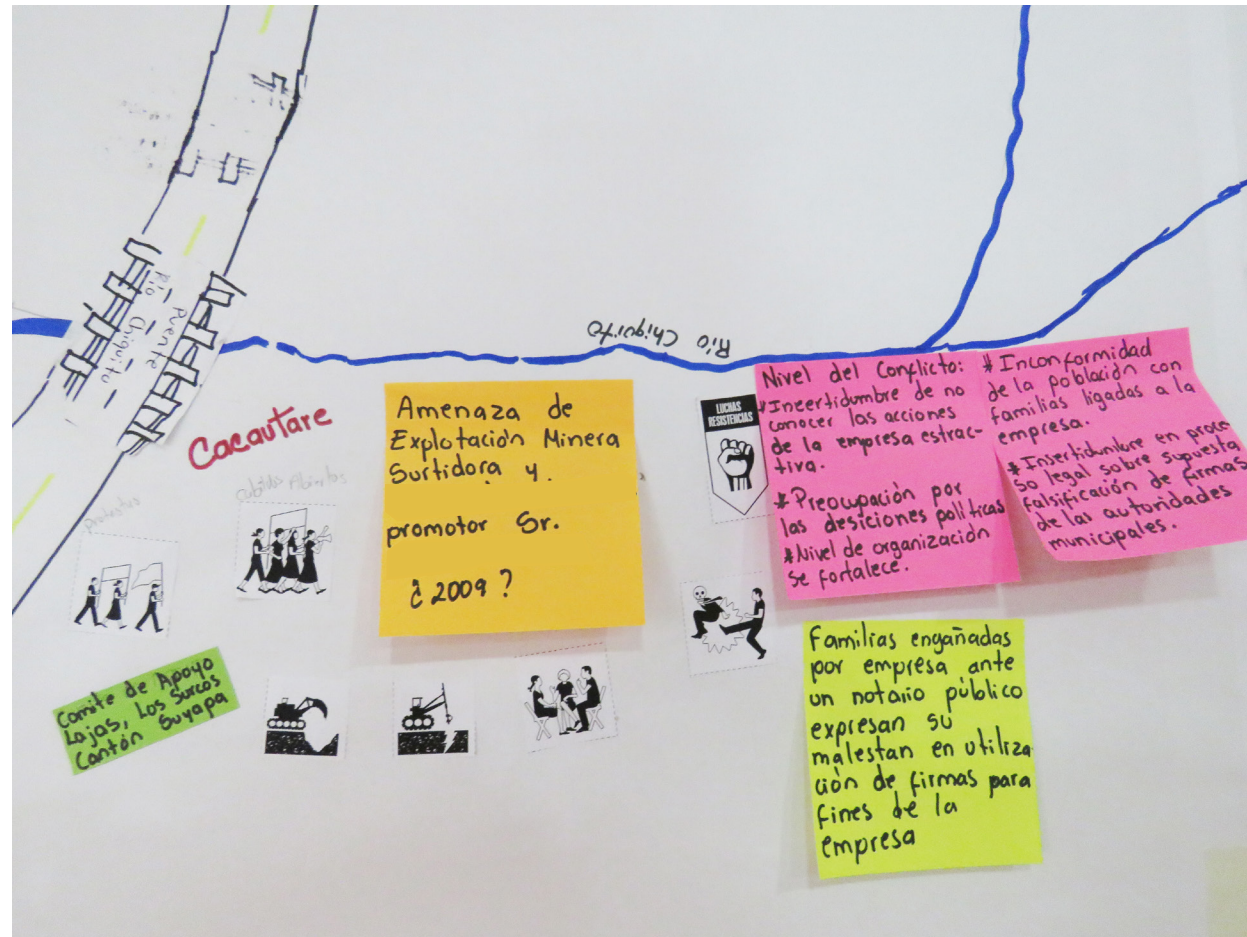 Puente
Río Chiquito
Río Chiquito
Cacautare
protestra
Cabildos Abiertos
Amenaza de
Explotación Minera
Surtidora y
promotor Sr.
¿ 2009 ?
LUCHAS
RESISTENCIAS
Nivel del Conflicto:
*Incertidumbre de no
conocer las acciones
de la empresa estrac-
tiva.
*Preocupación por
las desiciones políticas
*Nivel de organización
se fortalece.
*Inconformidad
de la población con
familias ligadas a la
empresa.
*Insertidumbre en proce
so legal sobre supuesta
falsificación de firmas
de las autoridades
municipales.
Comite de Apoyo
Lajas, Los Surcos
Cantón Suyapa
Familias engañadas
por empresa ante
un notario público
expresan su
malestan en utiliza
ción de firmas para
fines de la
empresa